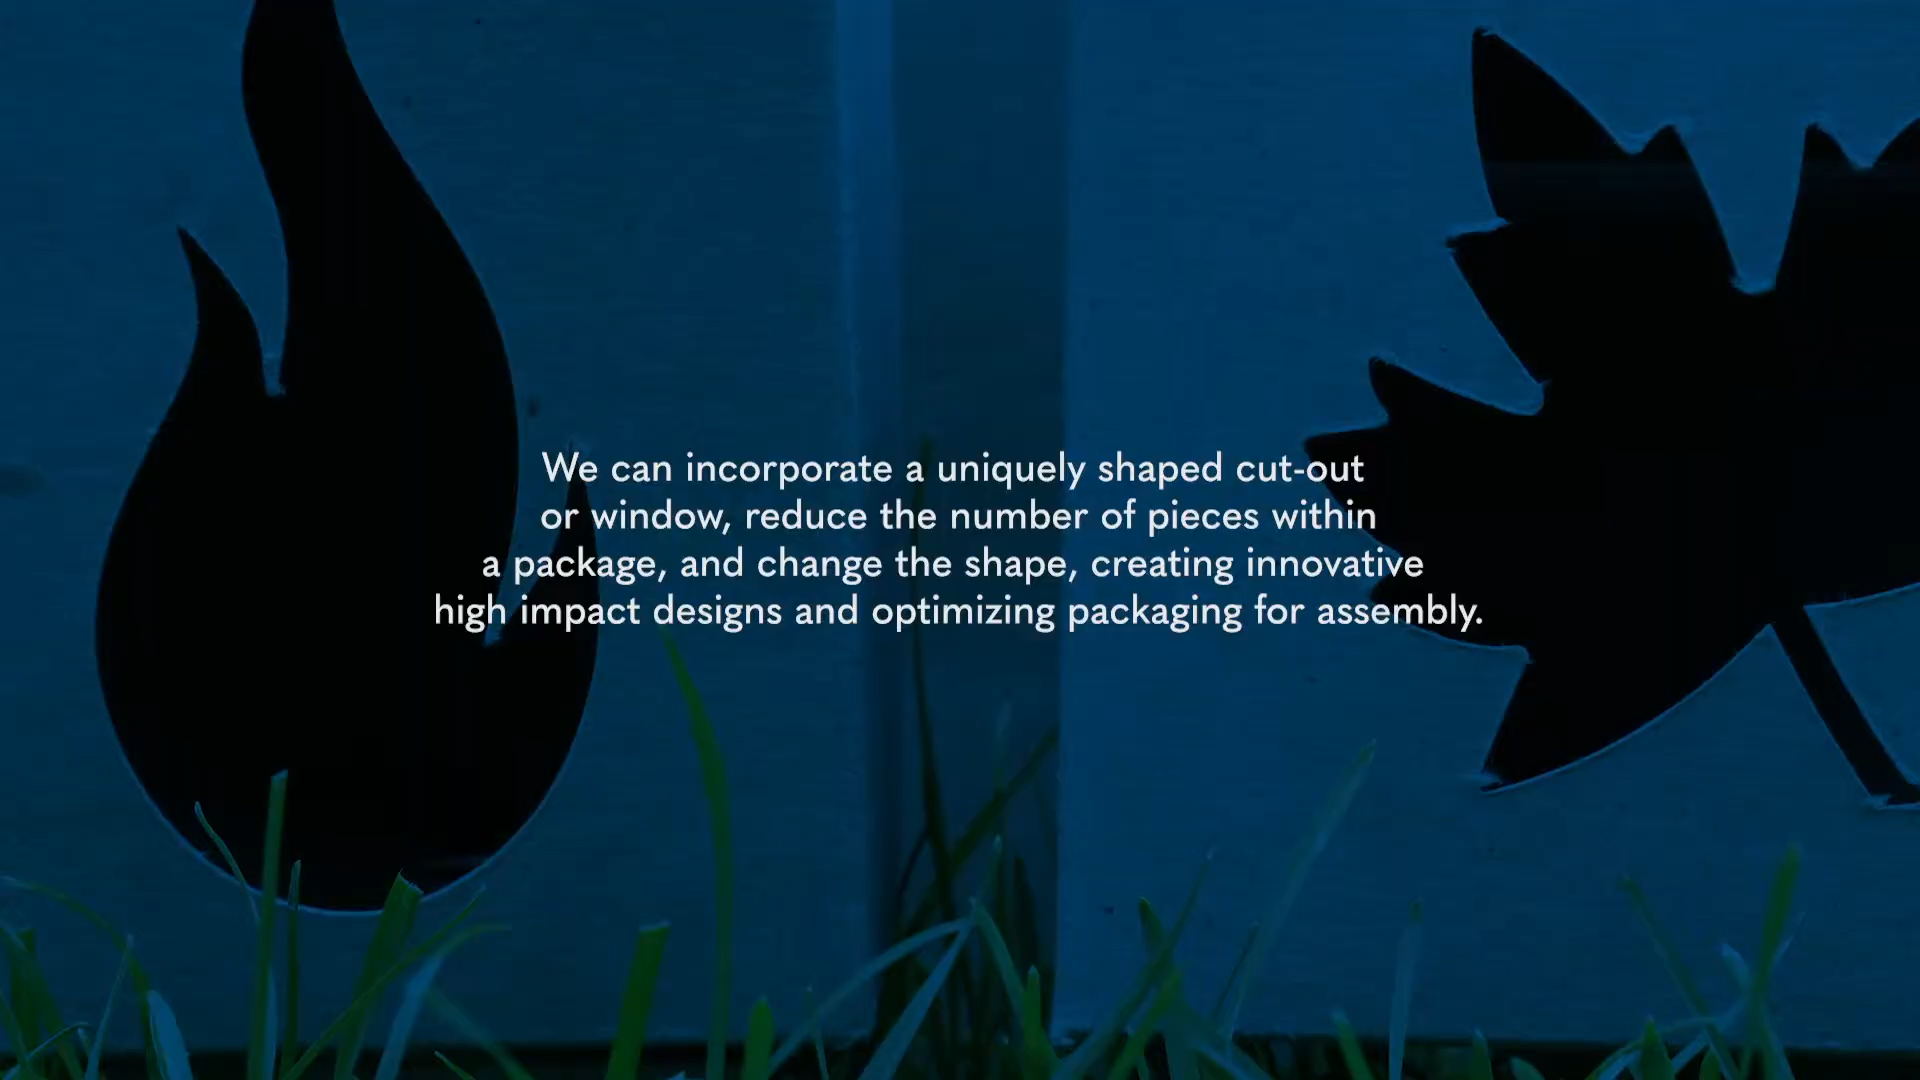 We can incorporate a uniquely shaped cut-out
or window, reduce the number of pieces within
a package, and change the shape, creating innovative
high impact designs and optimizing packaging for assembly.